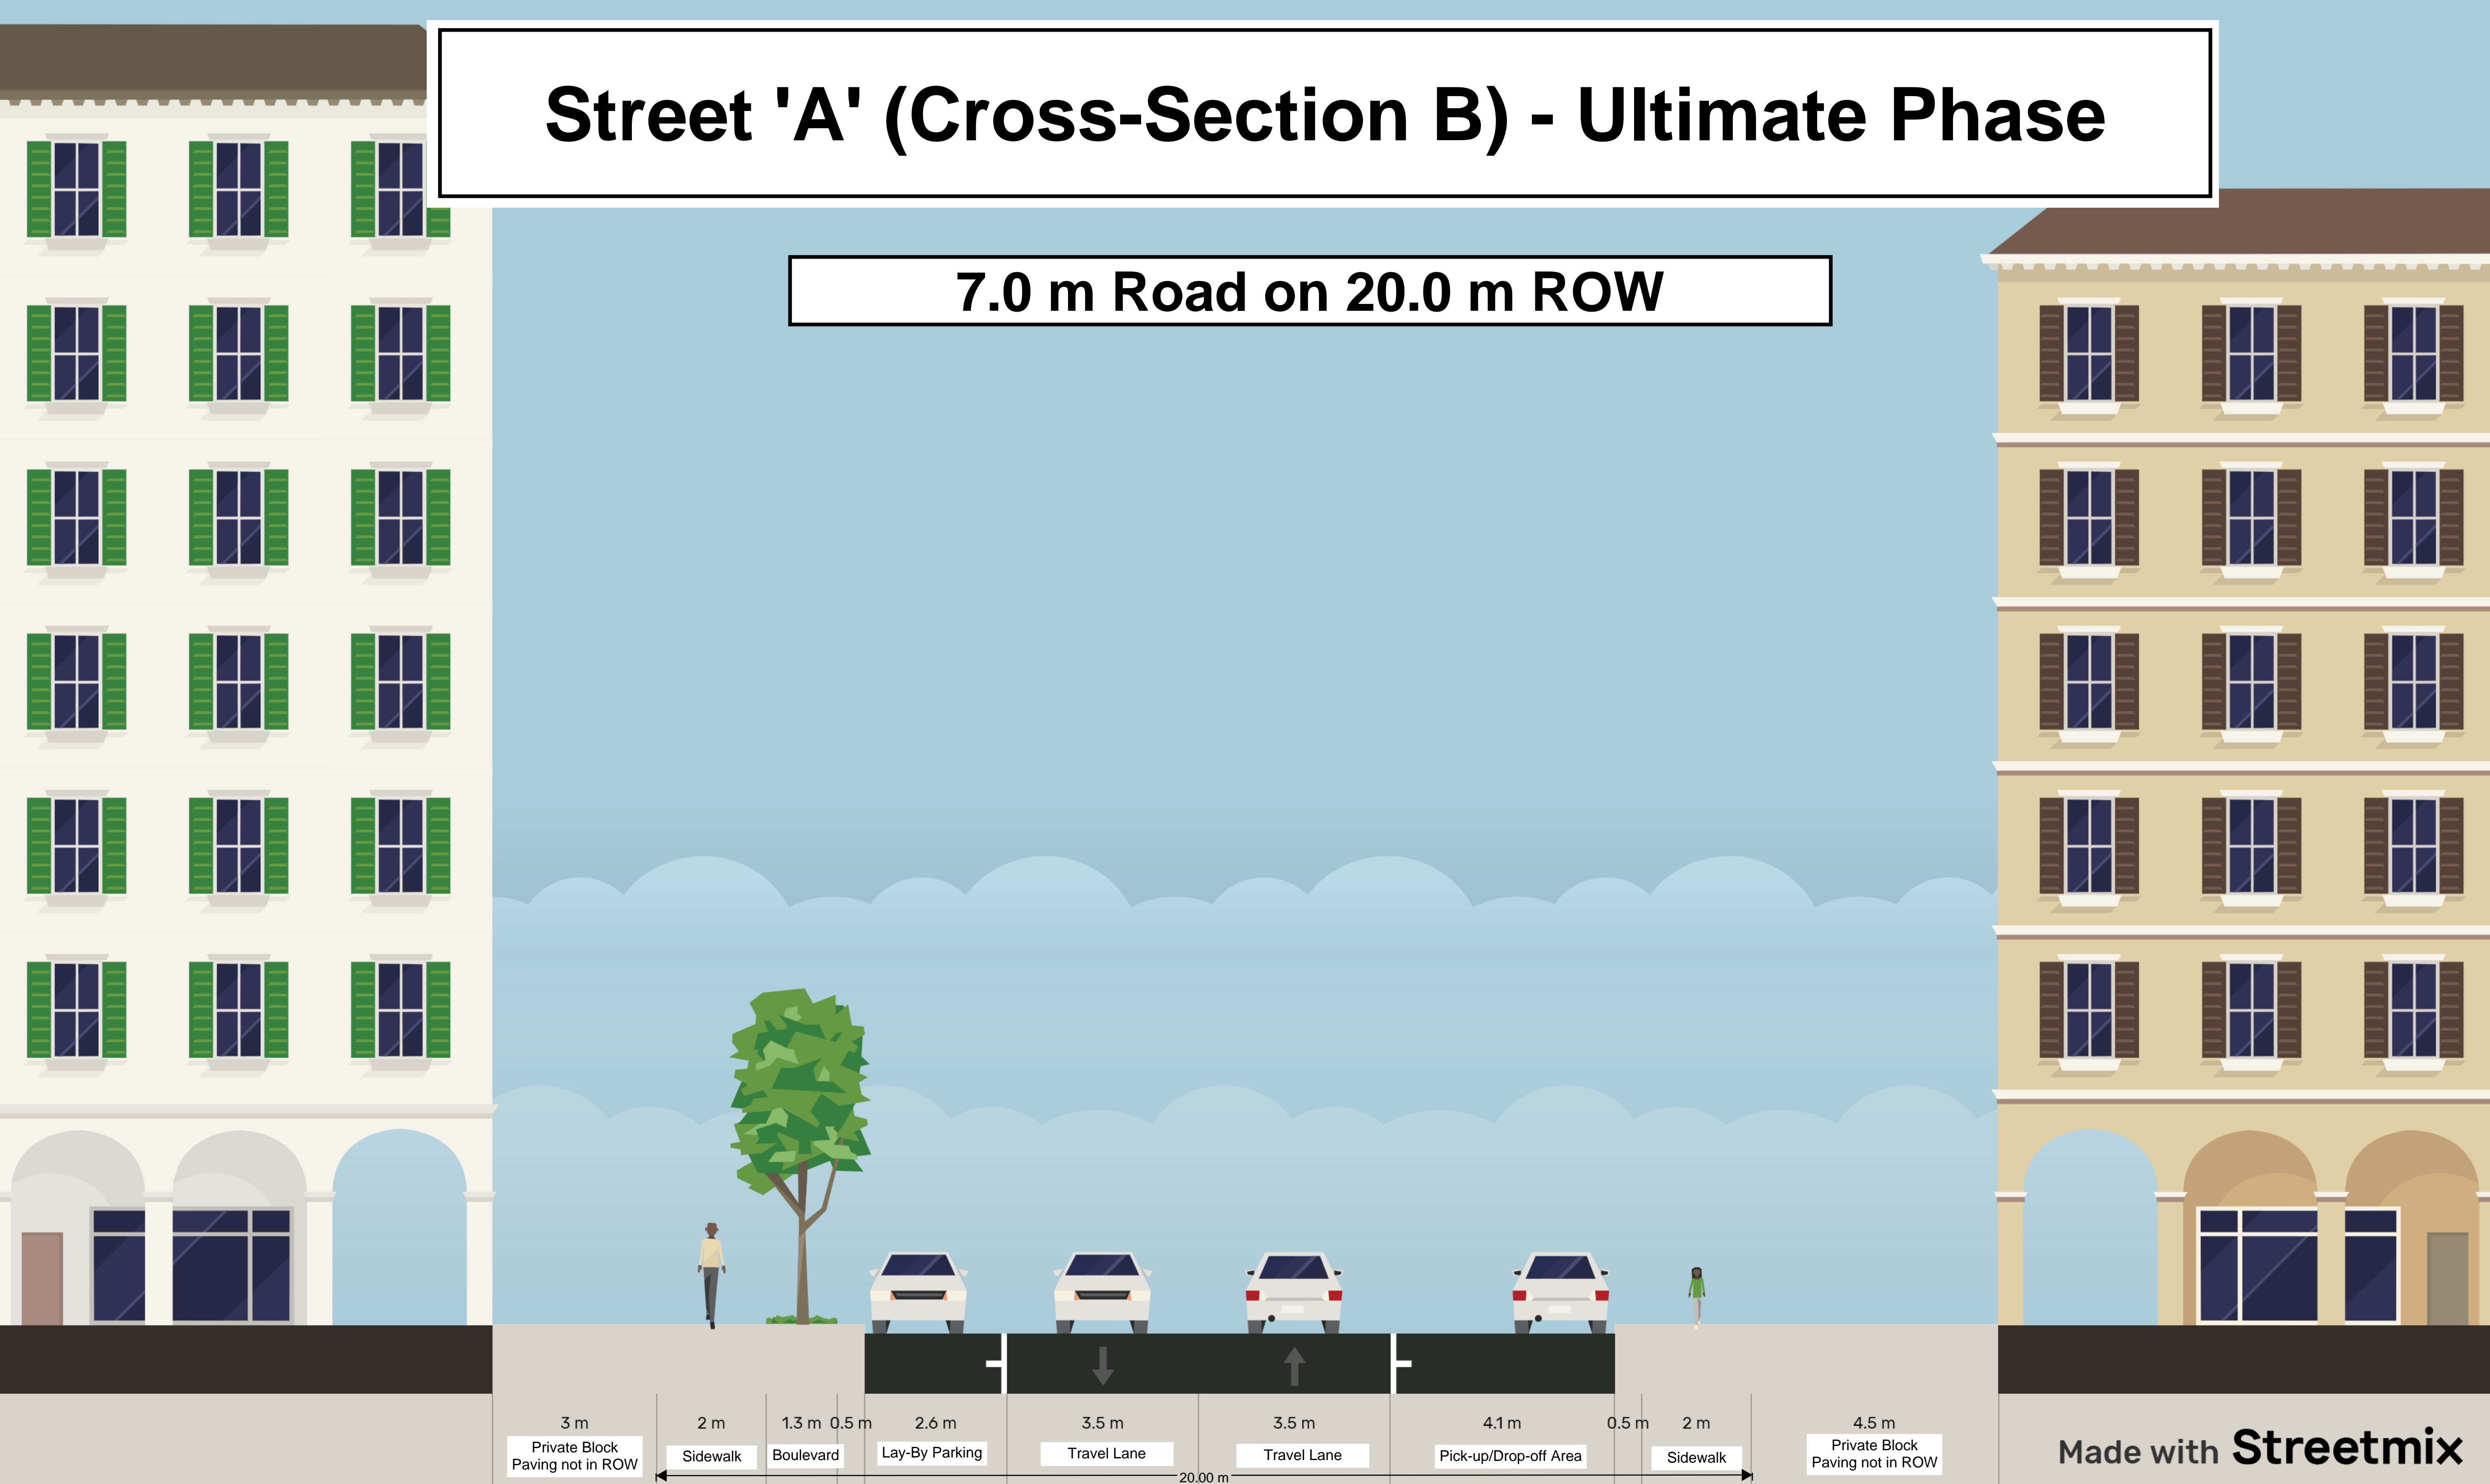 Street 'A' (Cross-Section B) - Ultimate Phase
7.0 m Road on 20.0 m ROW
3 m 2 m 1.3 m 0.5 m 2.6 m 3.5 m 3.5 m 4.1 m 0.5 m 2 m 4.5 m
Private Block
Paving not in ROW
Sidewalk
Boulevard
Lay-By Parking
Travel Lane
Travel Lane
Pick-up/Drop-off Area
Sidewalk
Private Block
Paving not in ROW
20.00 m
Made with Streetmix